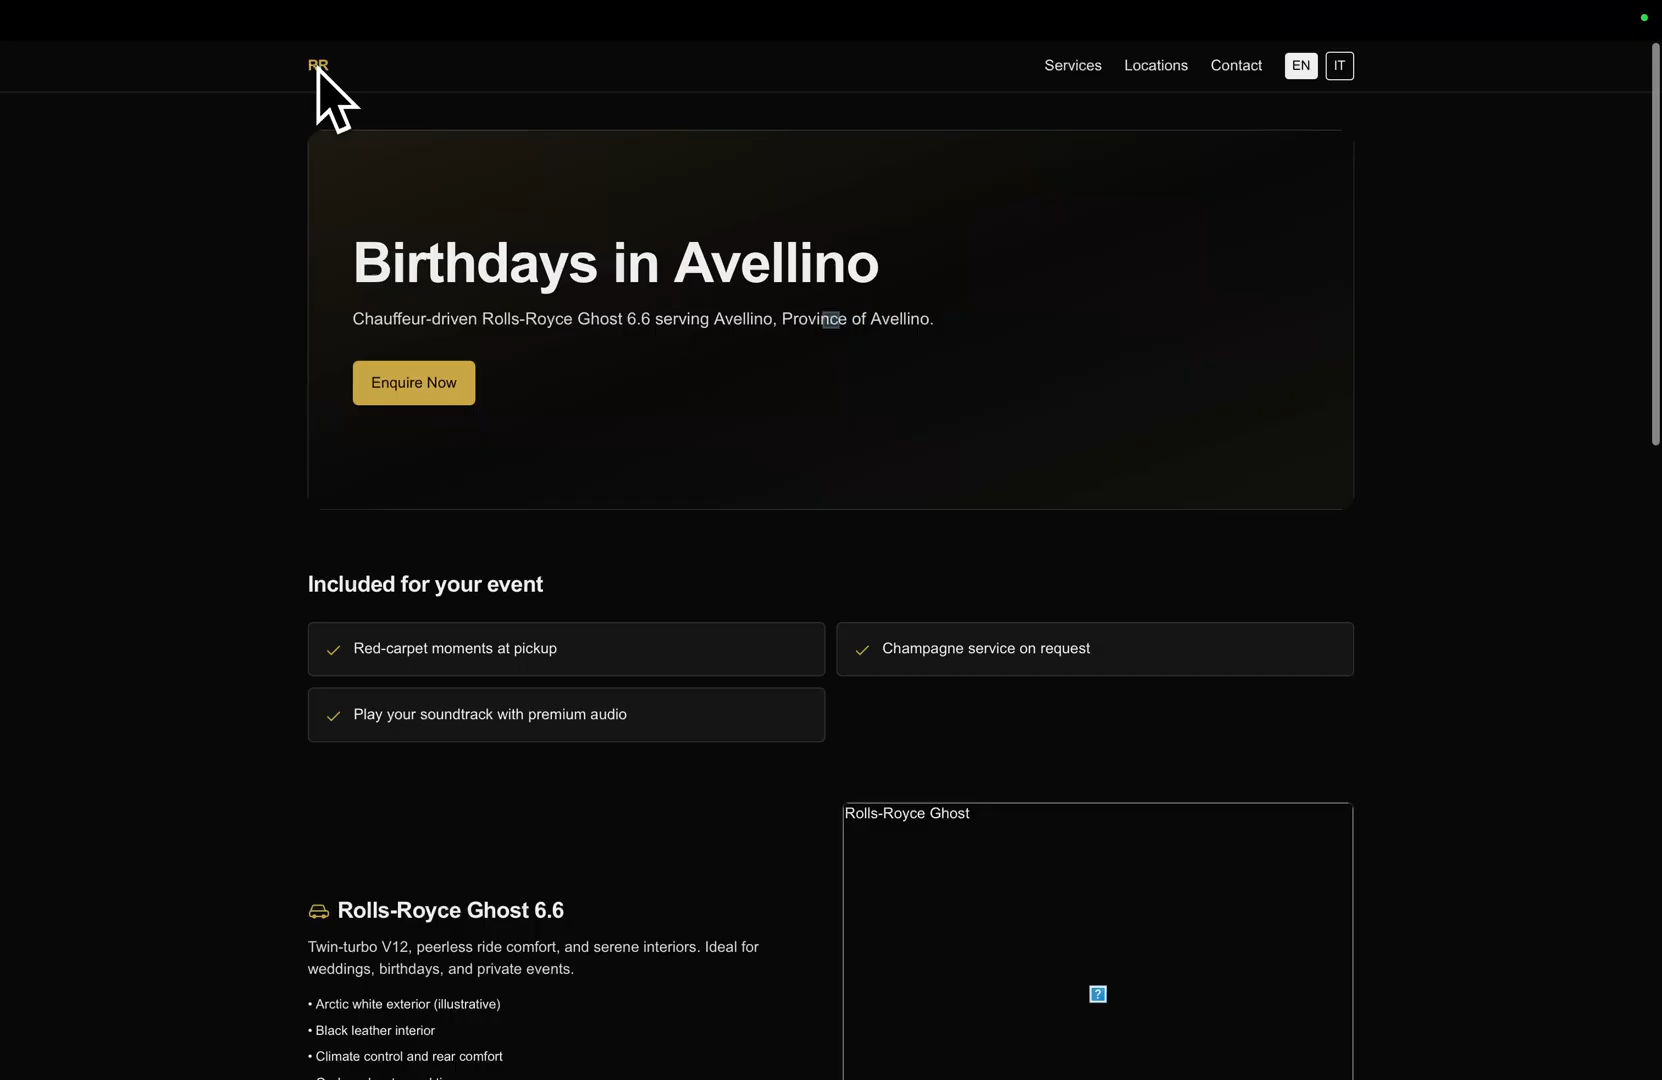 RR
Services
Locations
Contact
EN
IT
Birthdays in Avellino
Chauffeur-driven Rolls-Royce Ghost 6.6 serving Avellino, Province of Avellino.
Enquire Now
Included for your event
Red-carpet moments at pickup
Champagne service on request
Play your soundtrack with premium audio
Rolls-Royce Ghost
Rolls-Royce Ghost 6.6
Twin-turbo V12, peerless ride comfort, and serene interiors. Ideal for
weddings, birthdays, and private events.
• Arctic white exterior (illustrative)
• Black leather interior
• Climate control and rear comfort